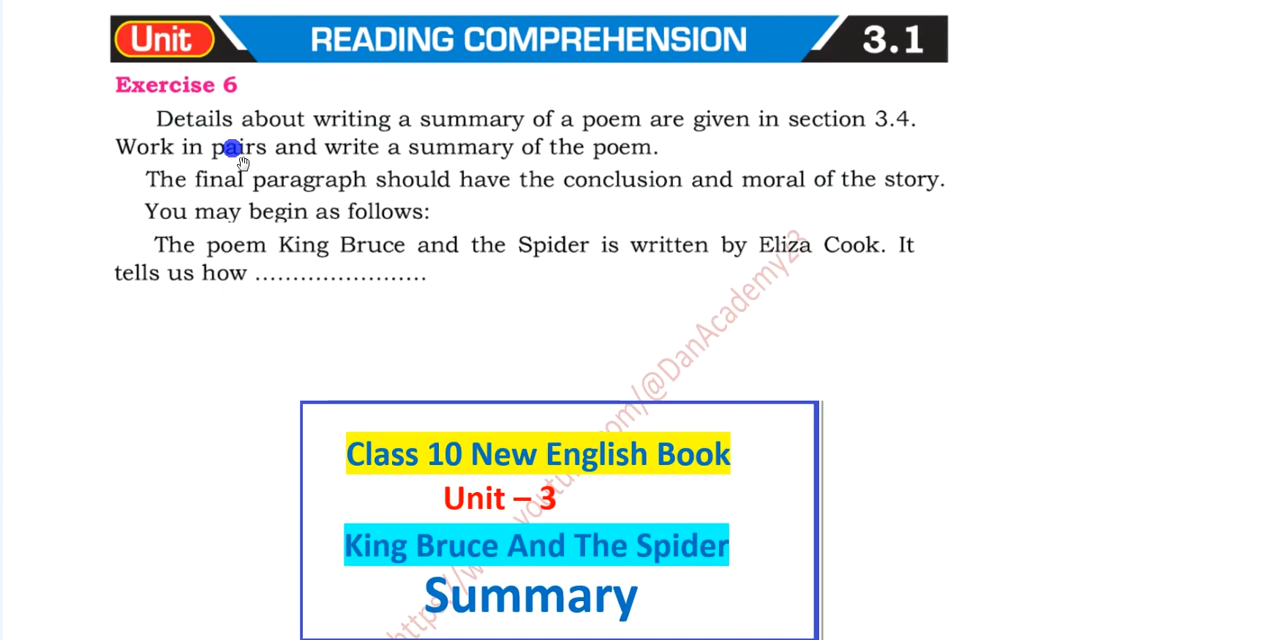 Unit READING COMPREHENSION 3.1
Exercise 6
Details about writing a summary of a poem are given in section 3.4.
Work in pairs and write a summary of the poem.
The final paragraph should have the conclusion and moral of the story.
You may begin as follows:
The poem King Bruce and the Spider is written by Eliza Cook. It
tells us how ........................
Class 10 New English Book
Unit – 3
King Bruce And The Spider
Summary